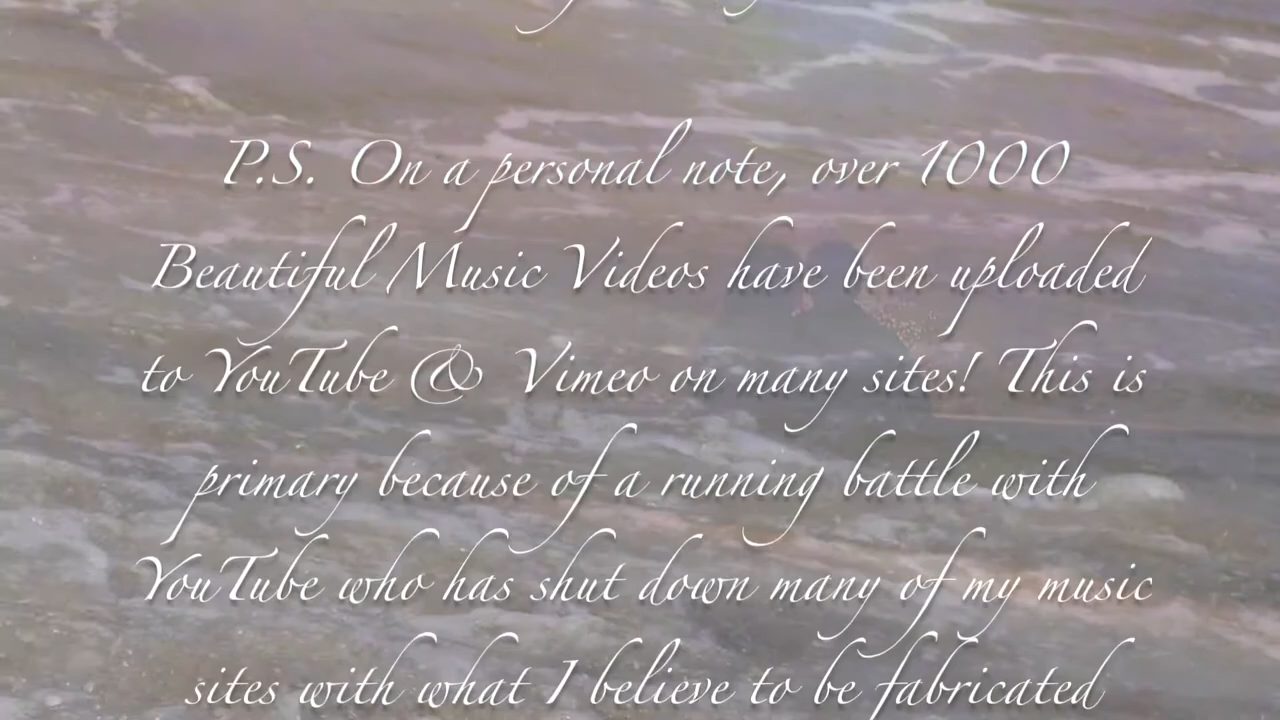 P.S. On a personal note, over 1000
Beautiful Music Videos have been uploaded
to YouTube & Vimeo on many sites! This is
primary because of a running battle with
YouTube who has shut down many of my music
sites with what I believe to be fabricated